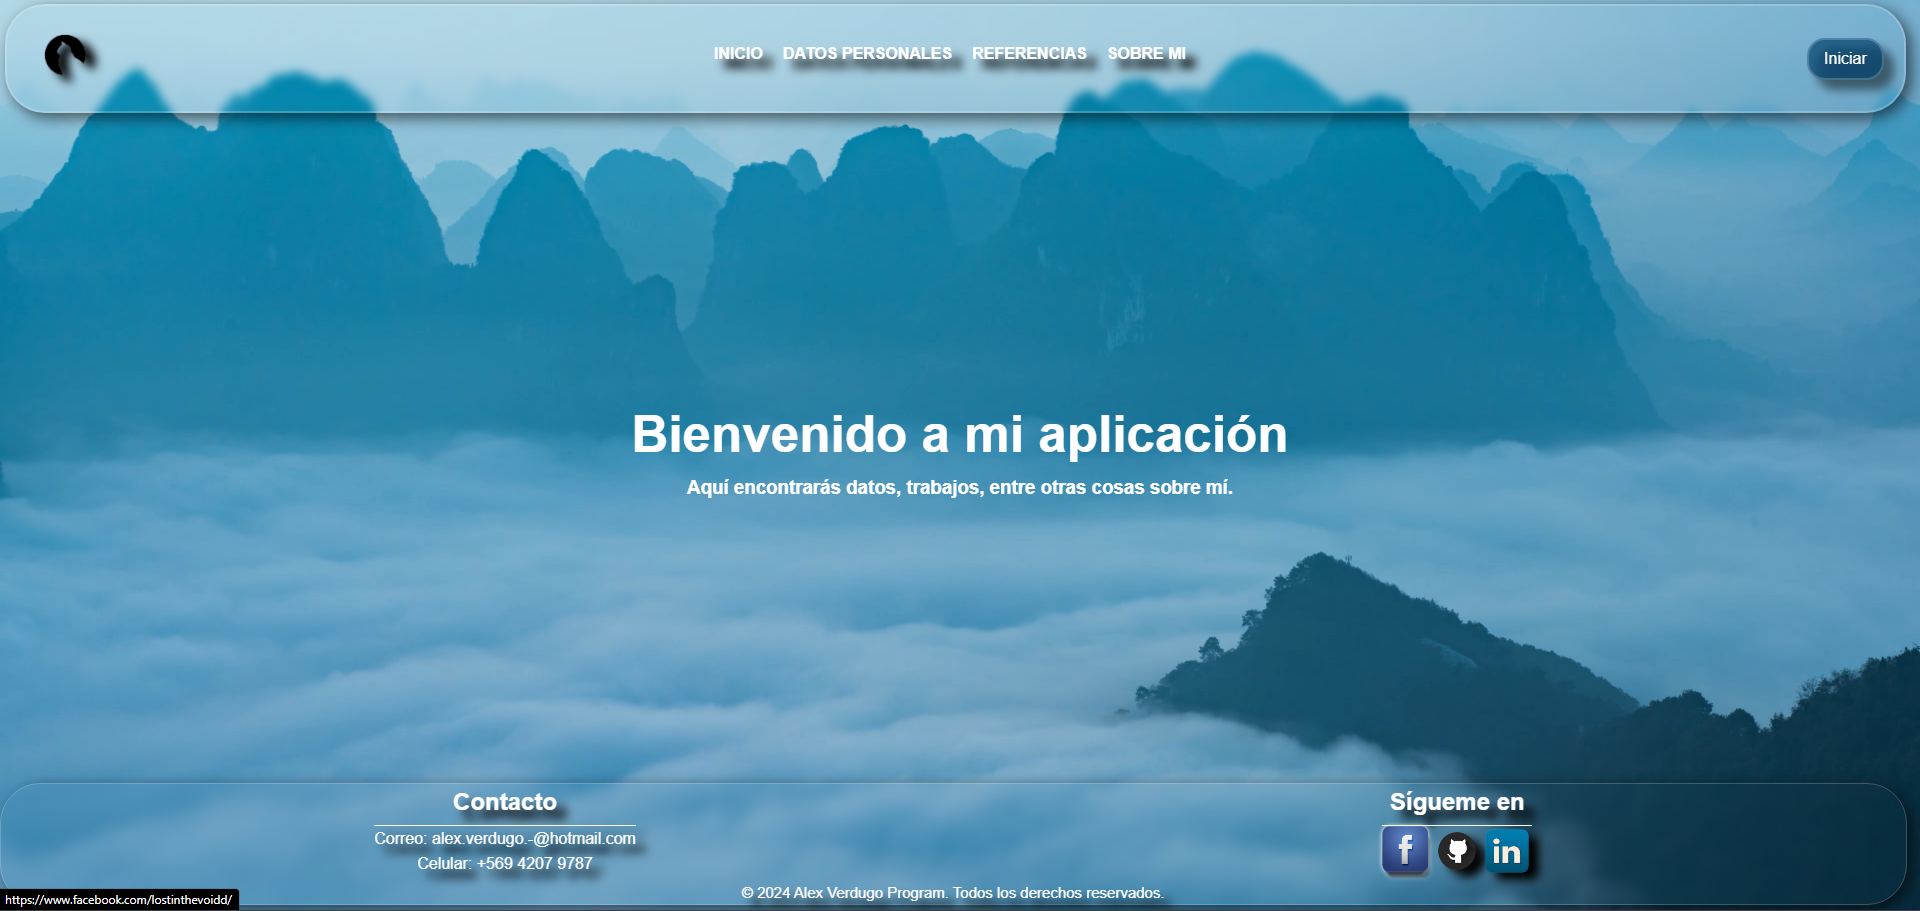 INICIO DATOS PERSONALES REFERENCIAS SOBRE MI
Iniciar
Bienvenido a mi aplicación
Aquí encontrarás datos, trabajos, entre otras cosas sobre mí.
Contacto
Correo: alex.verdugo.-@hotmail.com
Celular: +569 4207 9787
Sígueme en
f
in
© 2024 Alex Verdugo Program. Todos los derechos reservados.
https://www.facebook.com/lostinthevoidd/